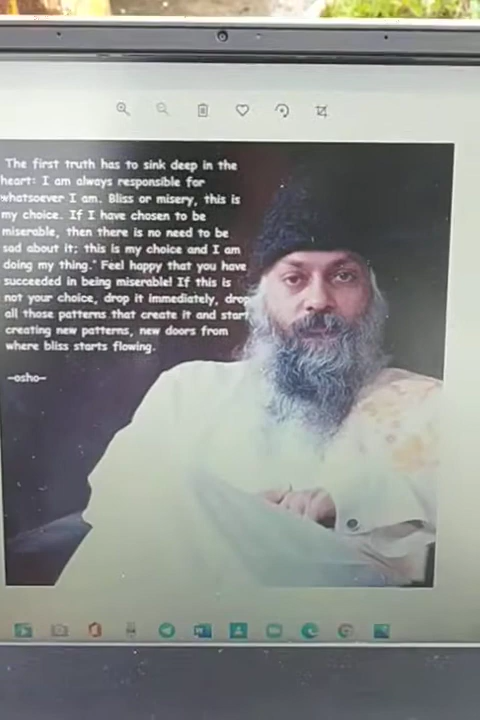 The first truth has to sink deep in the
heart: I am always responsible for
whatsoever I am. Bliss or misery, this is
my choice. If I have chosen to be
miserable, then there is no need to be
sad about it; this is my choice and I am
doing my thing." Feel happy that you have
succeeded in being miserable! If this is
not your choice, drop it immediately, drop
all those patterns that create it and start
creating new patterns, new doors from
where bliss starts flowing.
-osho-